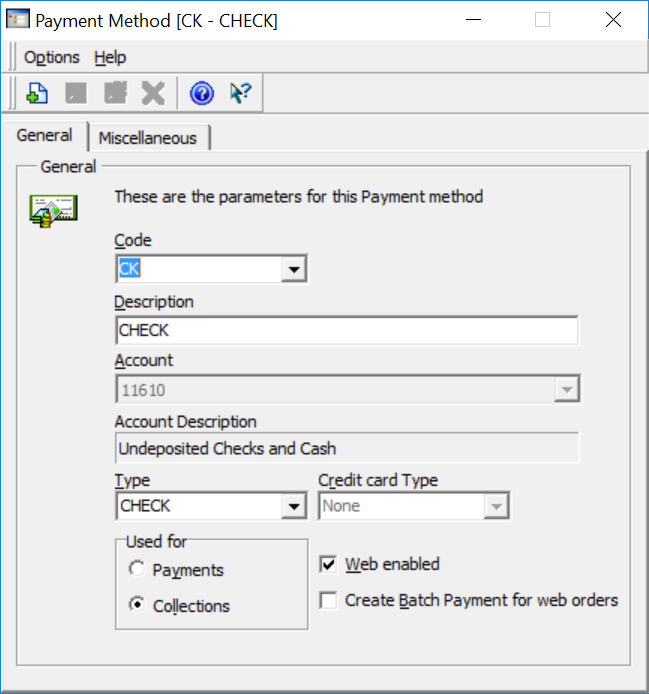 Payment Method [CK - CHECK]
Options Help
General Miscellaneous
General
These are the parameters for this Payment method
Code
CK
Description
CHECK
Account
11610
Account Description
Undeposited Checks and Cash
Type Credit card Type
CHECK None
Used for
Payments Web enabled
Collections Create Batch Payment for web orders